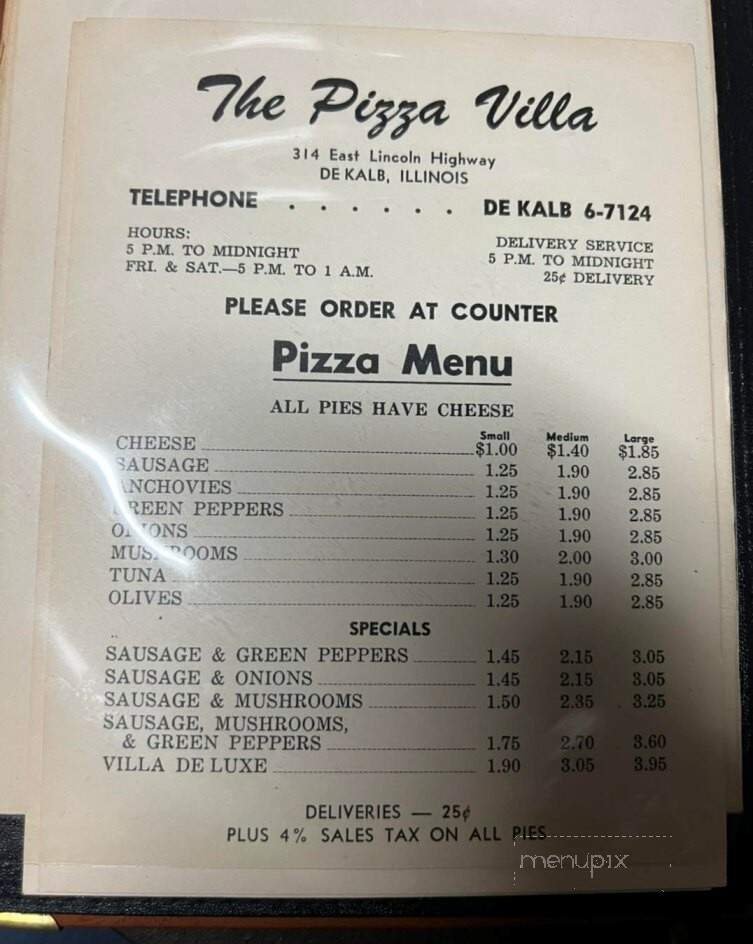 The Pizza Villa
314 East Lincoln Highway
DE KALB, ILLINOIS
TELEPHONE . . . . . . DE KALB 6-7124
HOURS:
5 P.M. TO MIDNIGHT
FRI. & SAT.—5 P.M. TO 1 A.M.
DELIVERY SERVICE
5 P.M. TO MIDNIGHT
25¢ DELIVERY
PLEASE ORDER AT COUNTER
Pizza Menu
ALL PIES HAVE CHEESE
Small Medium Large
CHEESE $1.00 $1.40 $1.85
SAUSAGE 1.25 1.90 2.85
ANCHOVIES 1.25 1.90 2.85
GREEN PEPPERS 1.25 1.90 2.85
ONIONS 1.25 1.90 2.85
MUSHROOMS 1.30 2.00 3.00
TUNA 1.25 1.90 2.85
OLIVES 1.25 1.90 2.85
SPECIALS
SAUSAGE & GREEN PEPPERS 1.45 2.15 3.05
SAUSAGE & ONIONS 1.45 2.15 3.05
SAUSAGE & MUSHROOMS 1.50 2.35 3.25
SAUSAGE, MUSHROOMS,
& GREEN PEPPERS 1.75 2.70 3.60
VILLA DE LUXE 1.90 3.05 3.95
DELIVERIES — 25¢
PLUS 4% SALES TAX ON ALL PIES
menupix